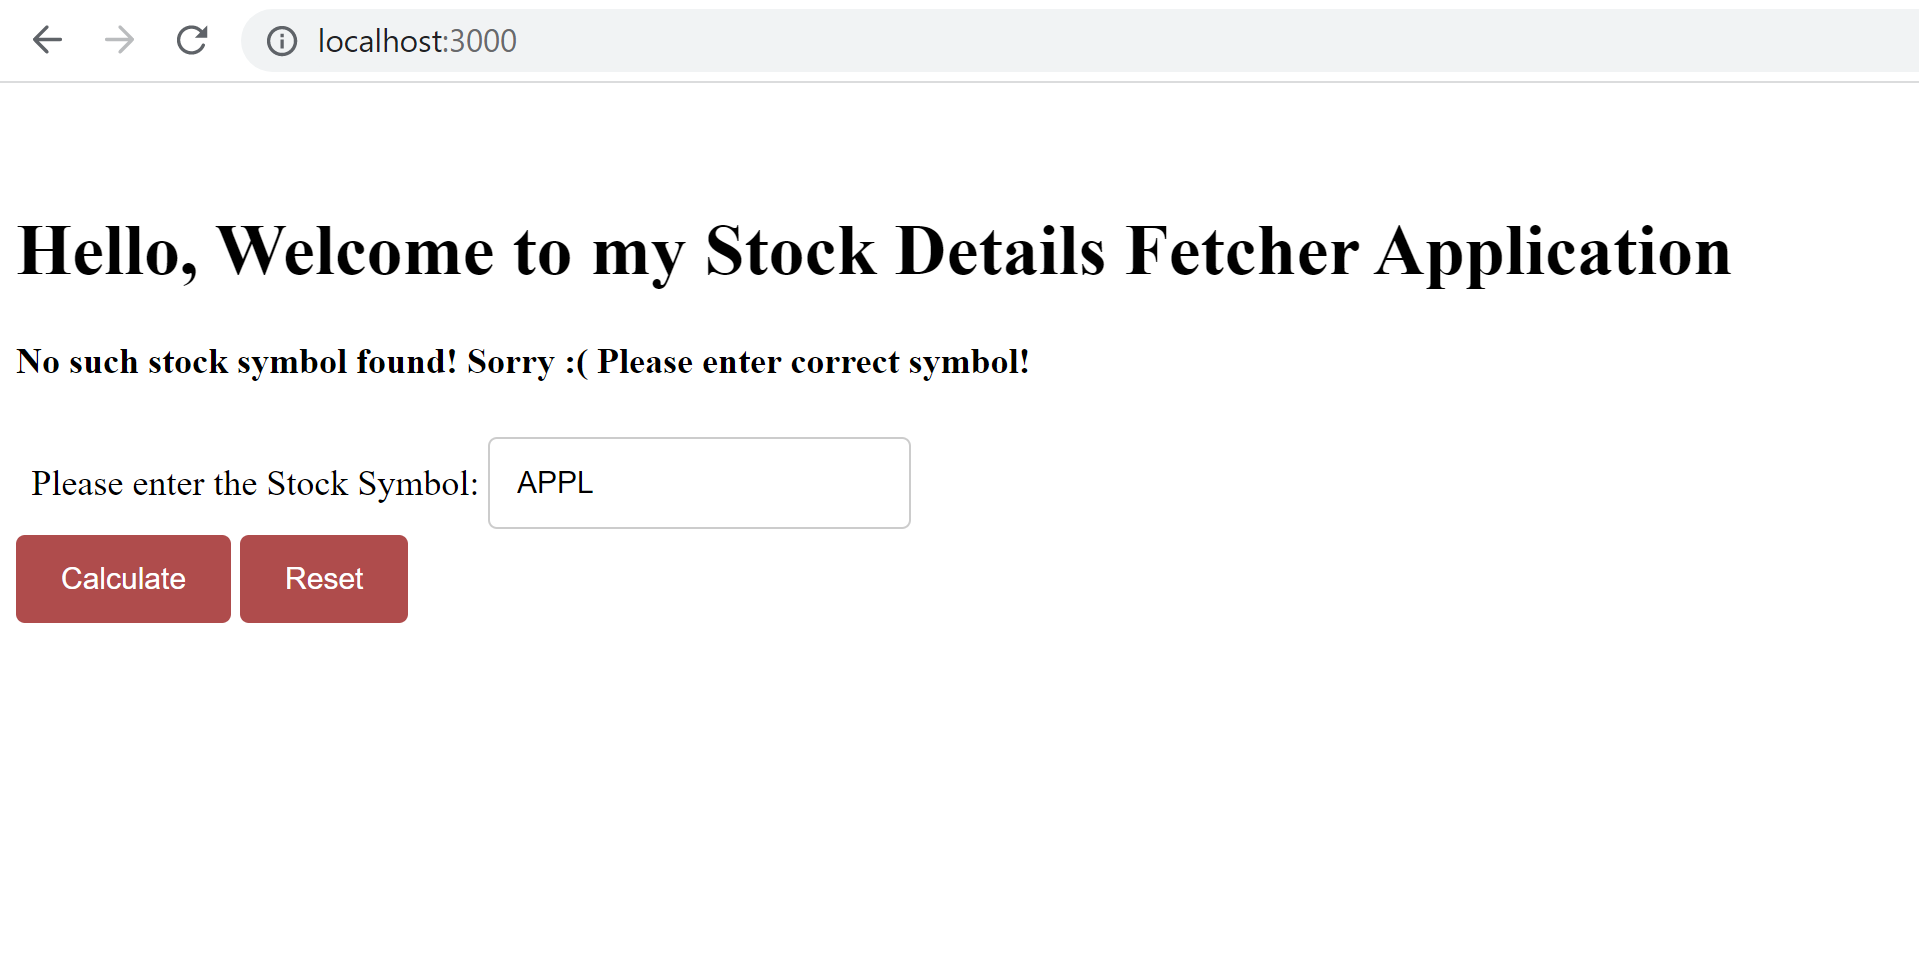 localhost:3000
Hello, Welcome to my Stock Details Fetcher Application
No such stock symbol found! Sorry :( Please enter correct symbol!
Please enter the Stock Symbol: APPL
Calculate Reset